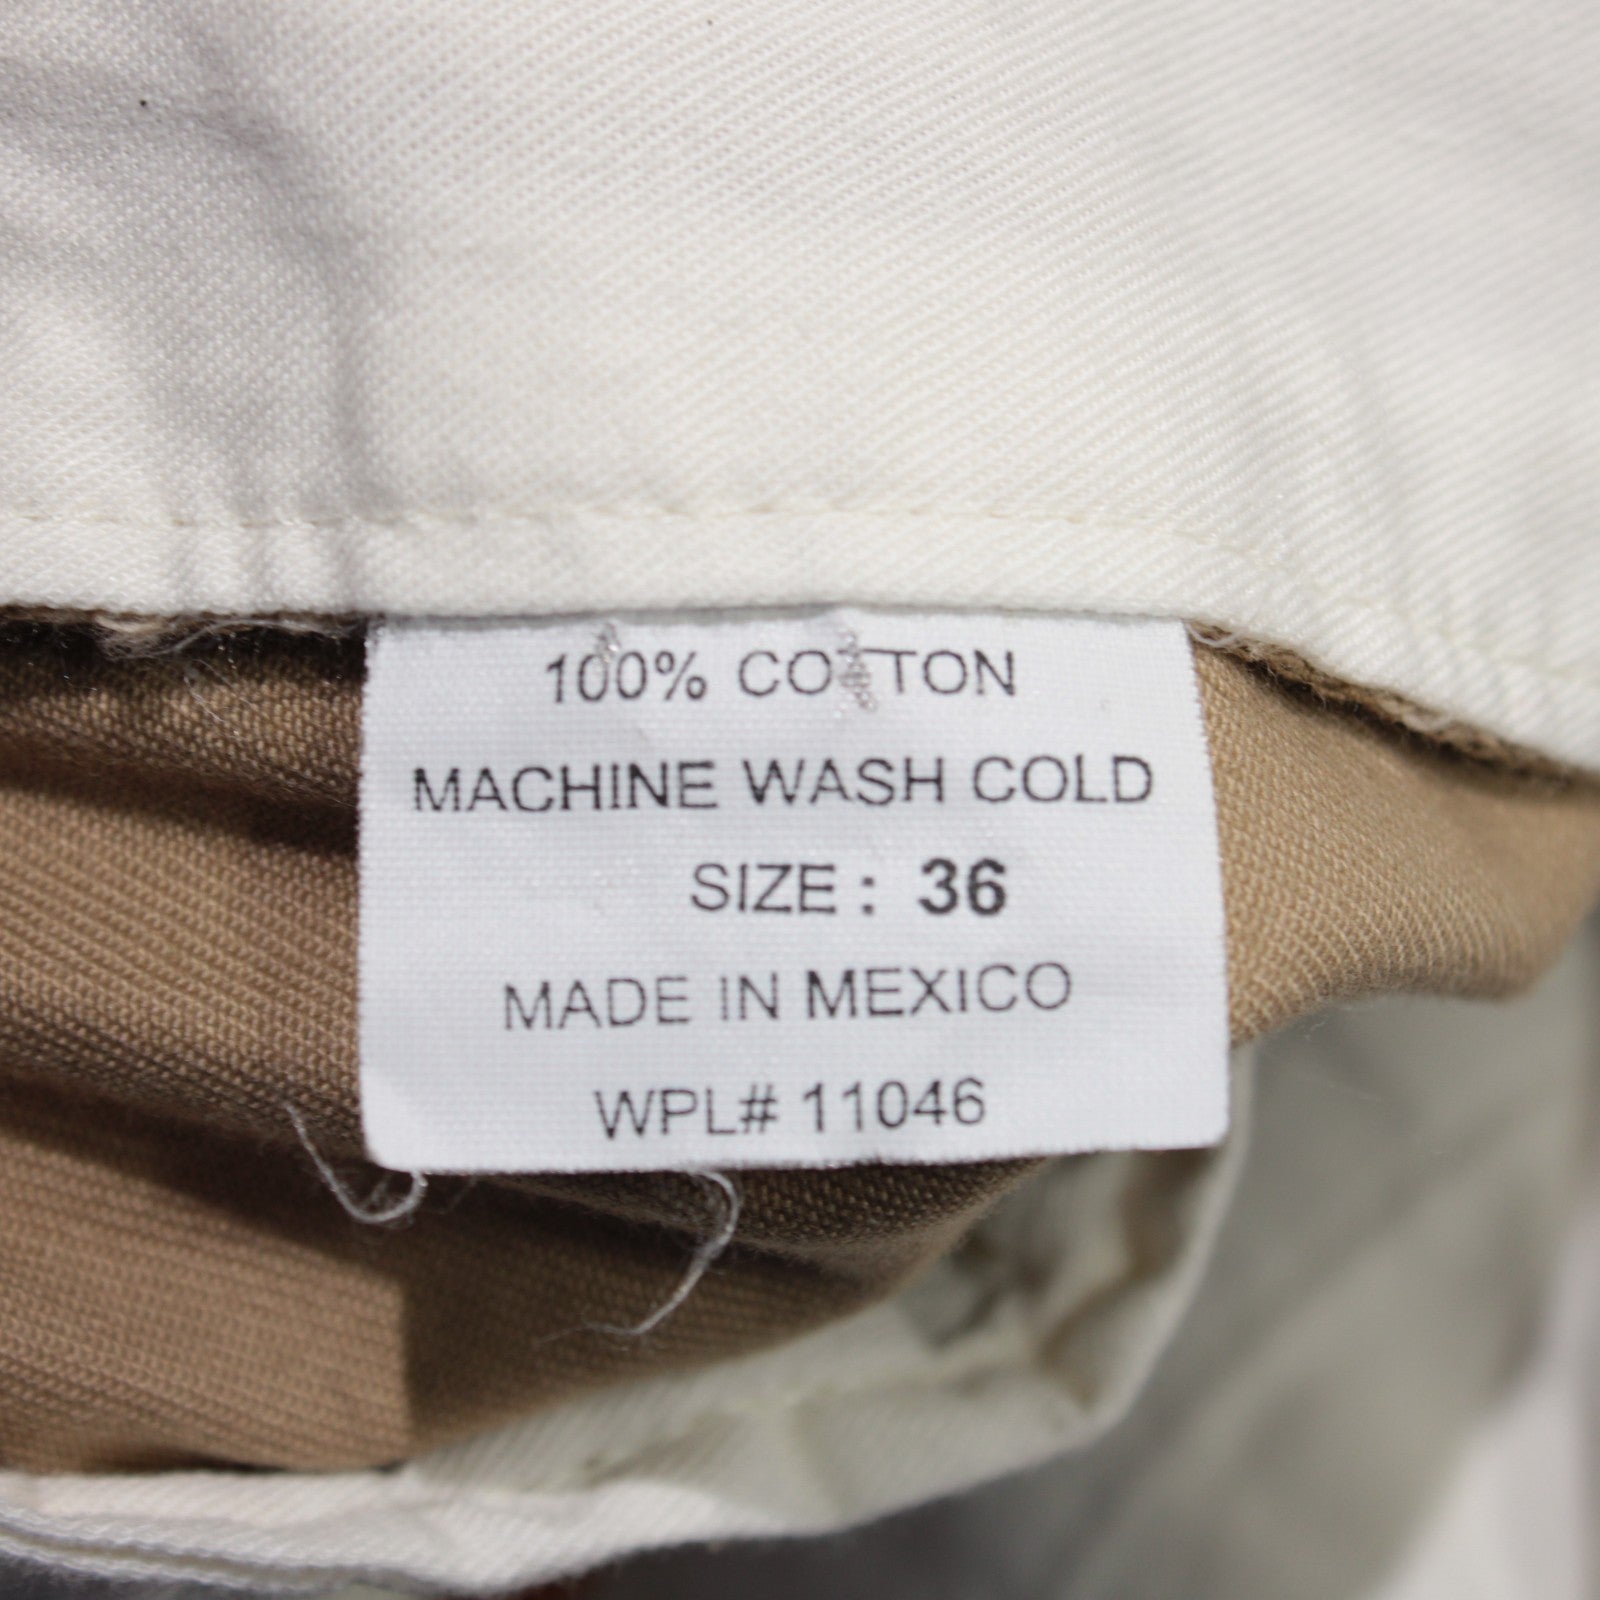 100% COTTON
MACHINE WASH COLD
SIZE : 36
MADE IN MEXICO
WPL# 11046